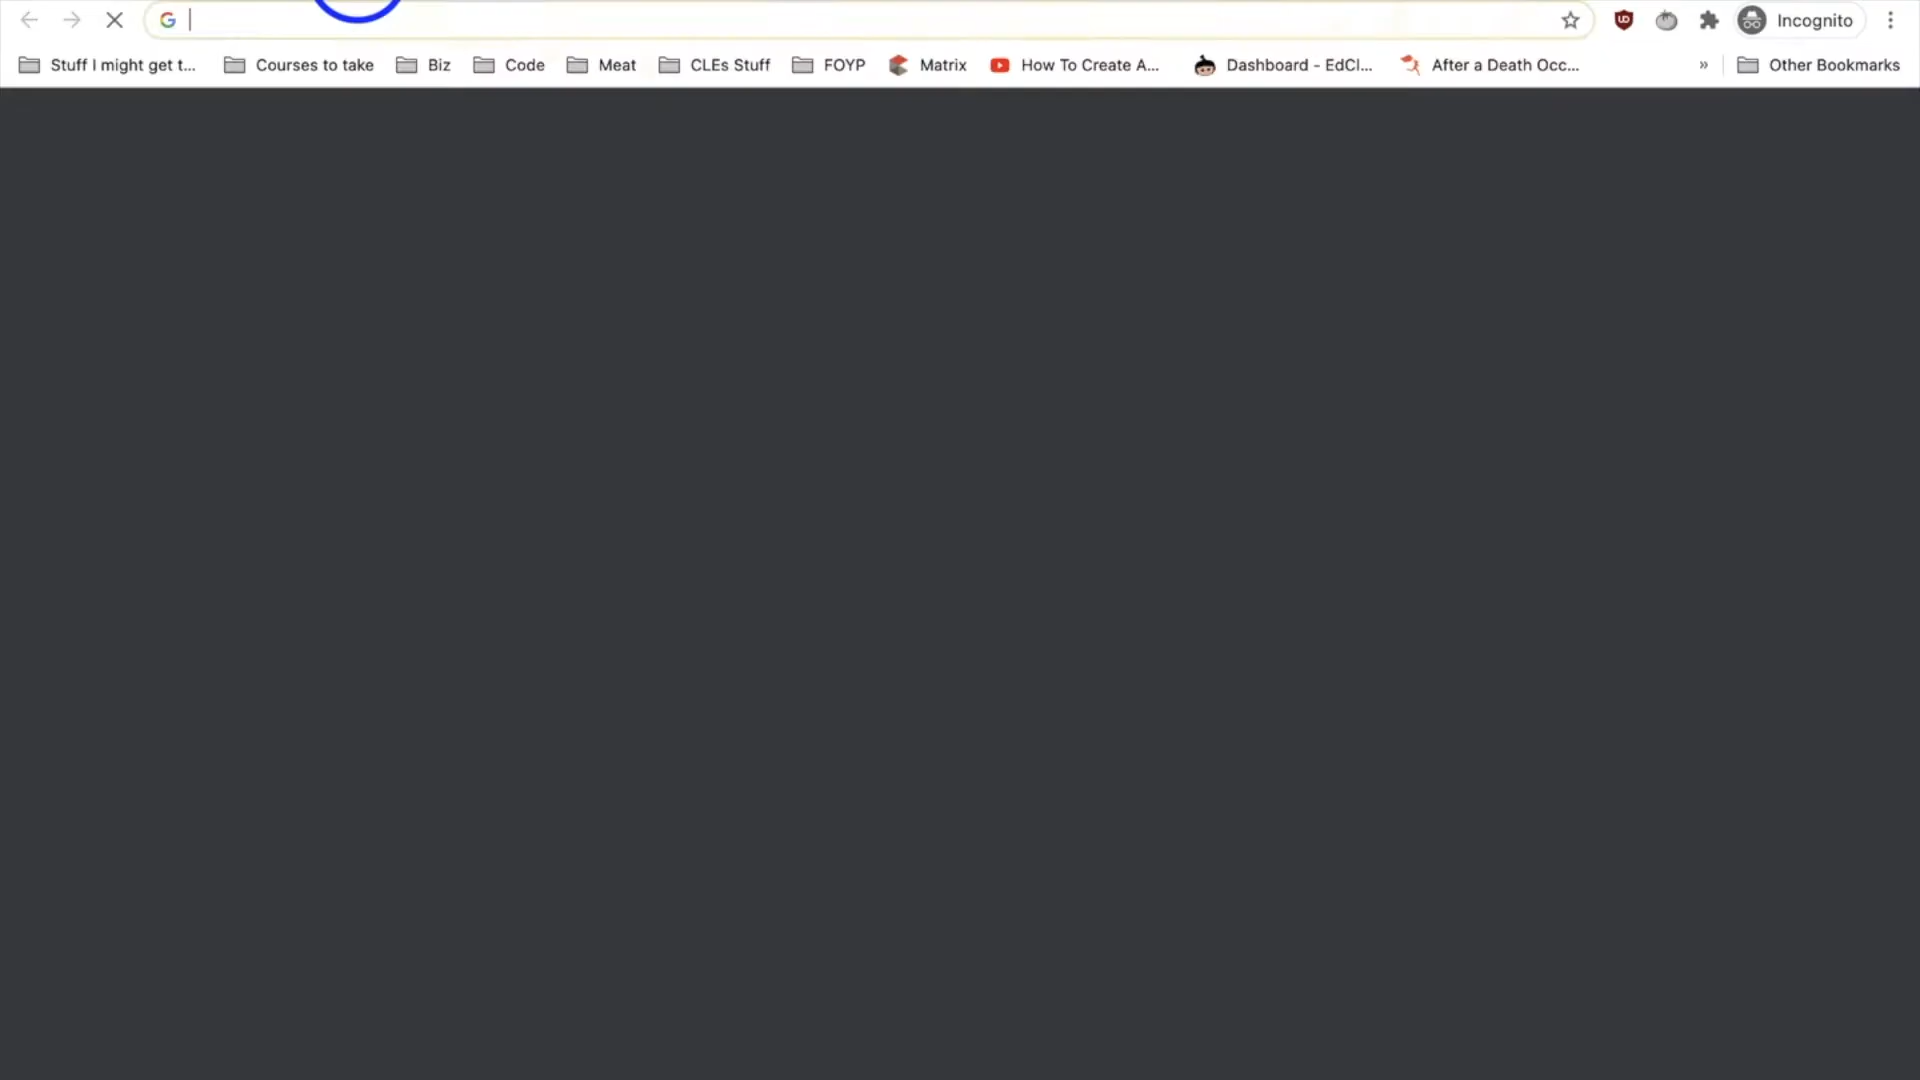 Incognito
Stuff I might get t... Courses to take Biz Code Meat CLEs Stuff FOYP Matrix How To Create A... Dashboard - EdCl... After a Death Occ... » Other Bookmarks